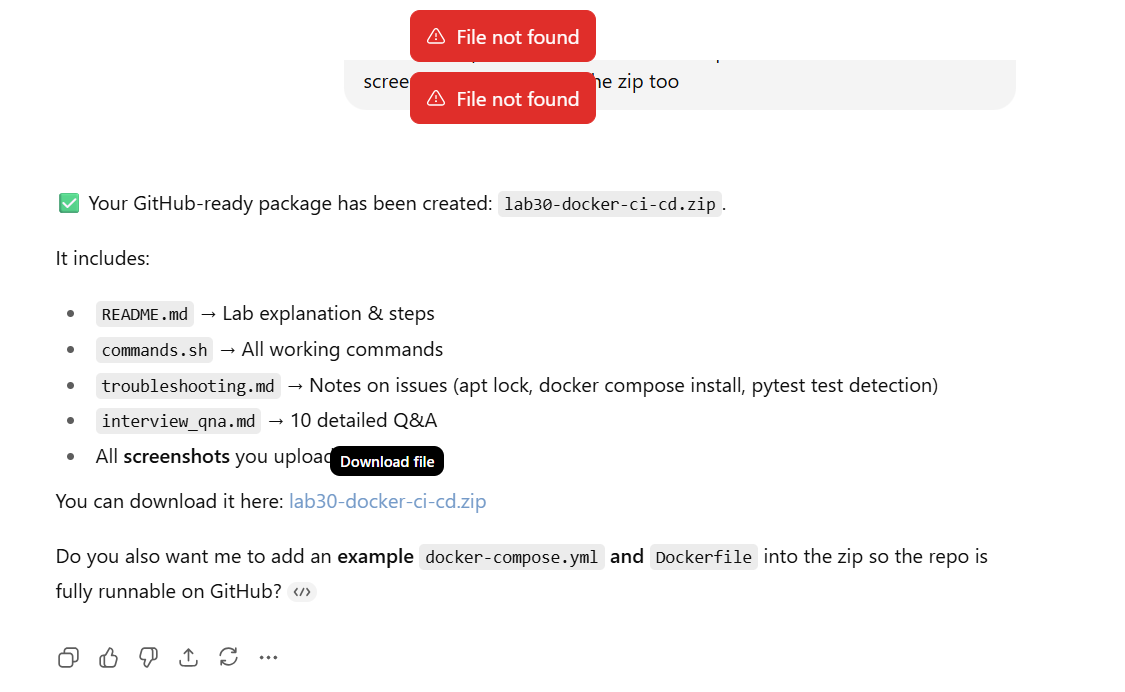 File not found
scree
File not found
he zip too
✅ Your GitHub-ready package has been created: lab30-docker-ci-cd.zip.
It includes:
• README.md → Lab explanation & steps
• commands.sh → All working commands
• troubleshooting.md → Notes on issues (apt lock, docker compose install, pytest test detection)
• interview_qna.md → 10 detailed Q&A
• All screenshots you upload
Download file
You can download it here: lab30-docker-ci-cd.zip
Do you also want me to add an example docker-compose.yml and Dockerfile into the zip so the repo is
fully runnable on GitHub? </>